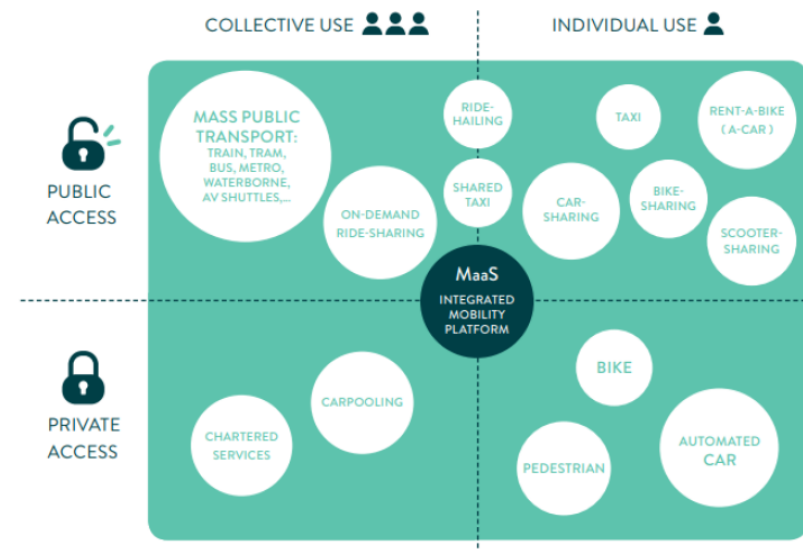 COLLECTIVE USE
INDIVIDUAL USE
PUBLIC
ACCESS
MASS PUBLIC
TRANSPORT:
TRAIN, TRAM,
BUS, METRO,
WATERBORNE,
AV SHUTTLES,...
ON-DEMAND
RIDE-SHARING
RIDE-
HAILING
SHARED
TAXI
TAXI
RENT-A-BIKE
( A-CAR )
CAR-
SHARING
BIKE-
SHARING
SCOOTER-
SHARING
MaaS
INTEGRATED
MOBILITY
PLATFORM
PRIVATE
ACCESS
CHARTERED
SERVICES
CARPOOLING
BIKE
PEDESTRIAN
AUTOMATED
CAR